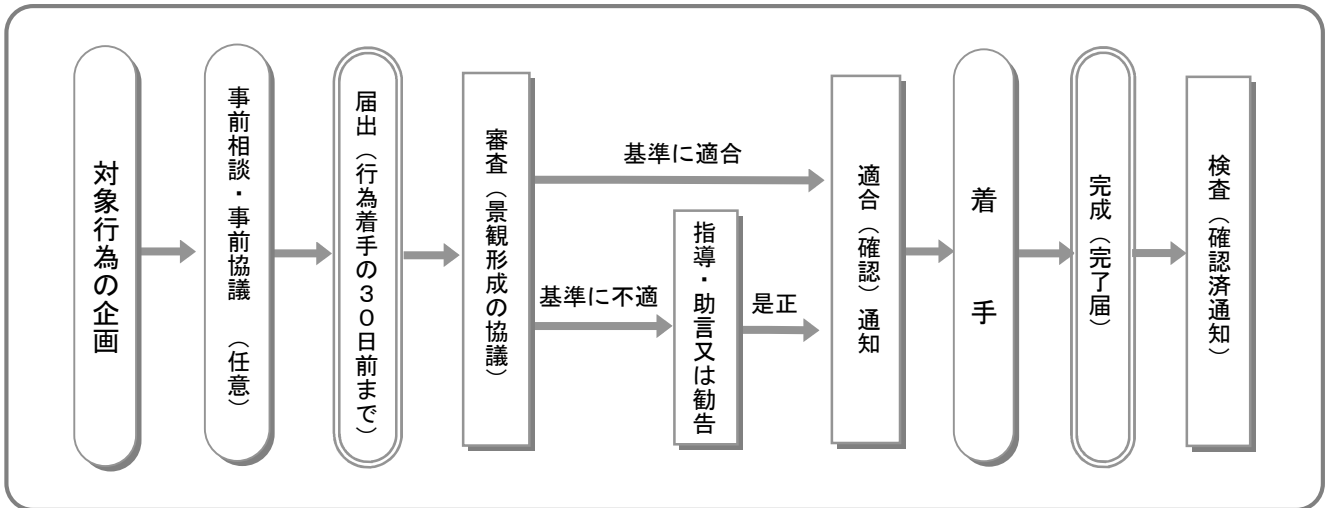 対象行為の企画
事前相談・事前協議 （任意）
届出（行為着手の３０日前まで）
審査（景観形成の協議）
基準に適合
基準に不適
指導・助言又は勧告
是正
適合（確認）通知
着手
完成（完了届）
検査（確認済通知）